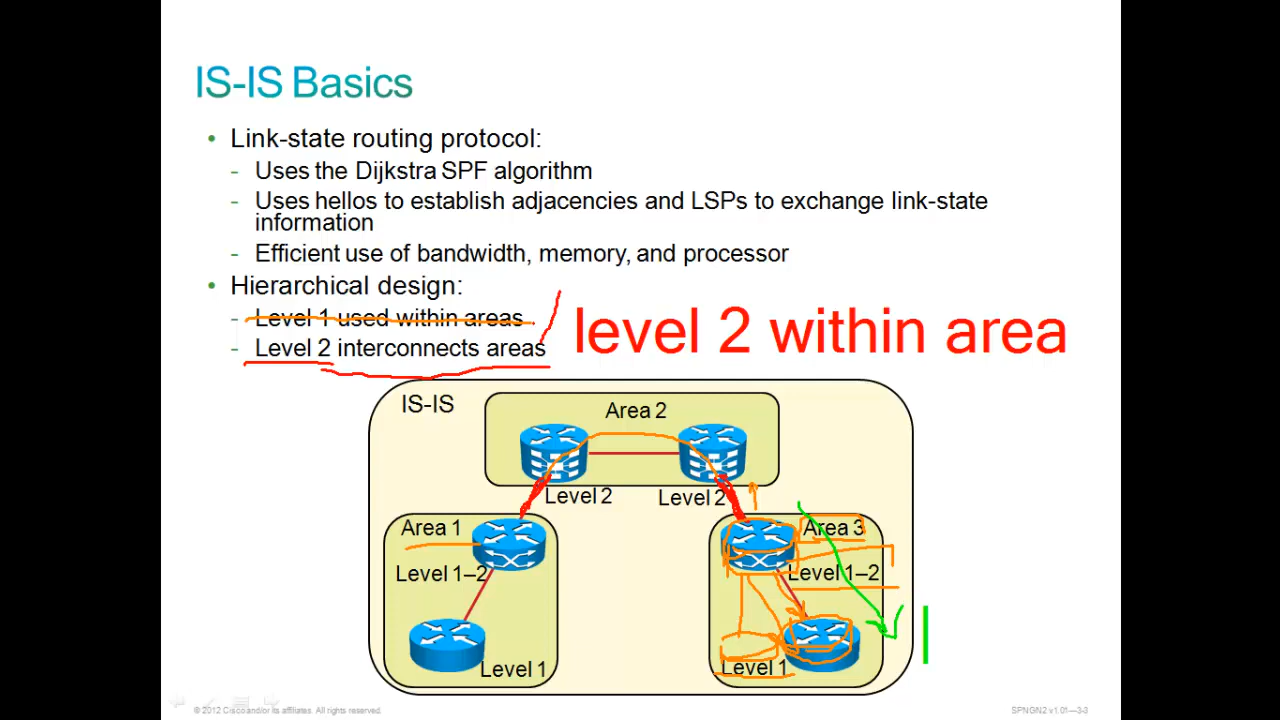 IS-IS Basics
• Link-state routing protocol:
- Uses the Dijkstra SPF algorithm
- Uses hellos to establish adjacencies and LSPs to exchange link-state
information
- Efficient use of bandwidth, memory, and processor
• Hierarchical design:
- Level 1 used within areas
- Level 2 interconnects areas
level 2 within area
IS-IS
Area 2
Level 2
Level 2
Area 1
Level 1–2
Level 1
Area 3
Level 1–2
Level 1
© 2012 Cisco and/or its affiliates. All rights reserved.
SPNGN2 v1.01—3-3